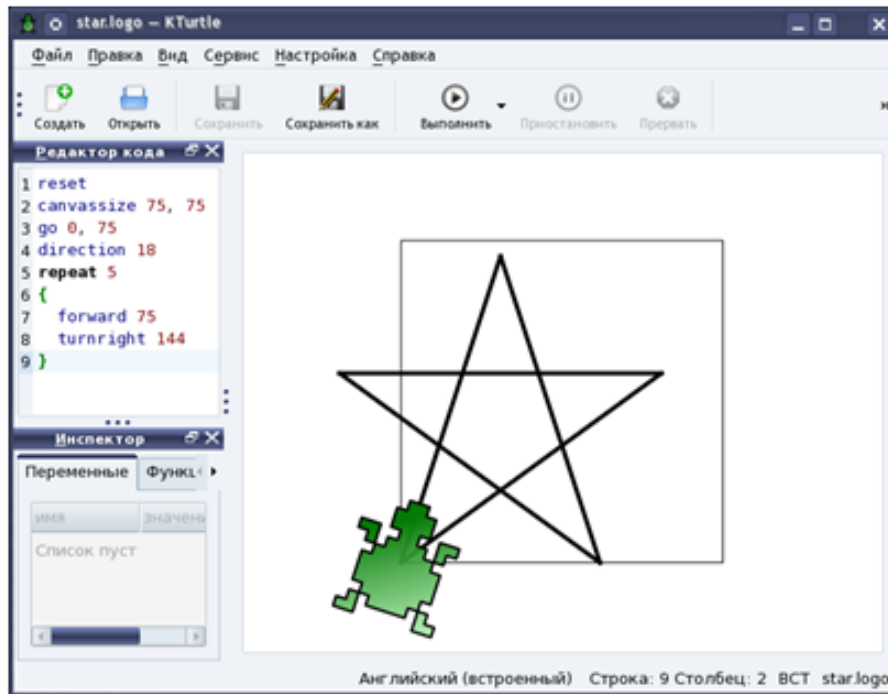 star.logo – KTurtle
Файл Правка Вид Сервис Настройка Справка
Создать Открыть Сохранить Сохранить как Выполнить Приостановить Прервать
Редактор кода
1 reset
2 canvassize 75, 75
3 go 0, 75
4 direction 18
5 repeat 5
6 {
7 forward 75
8 turnright 144
9 }
Инспектор
Переменные Функц
имя значени
Список пуст
Английский (встроенный) Строка: 9 Столбец: 2 ВСТ star.logo